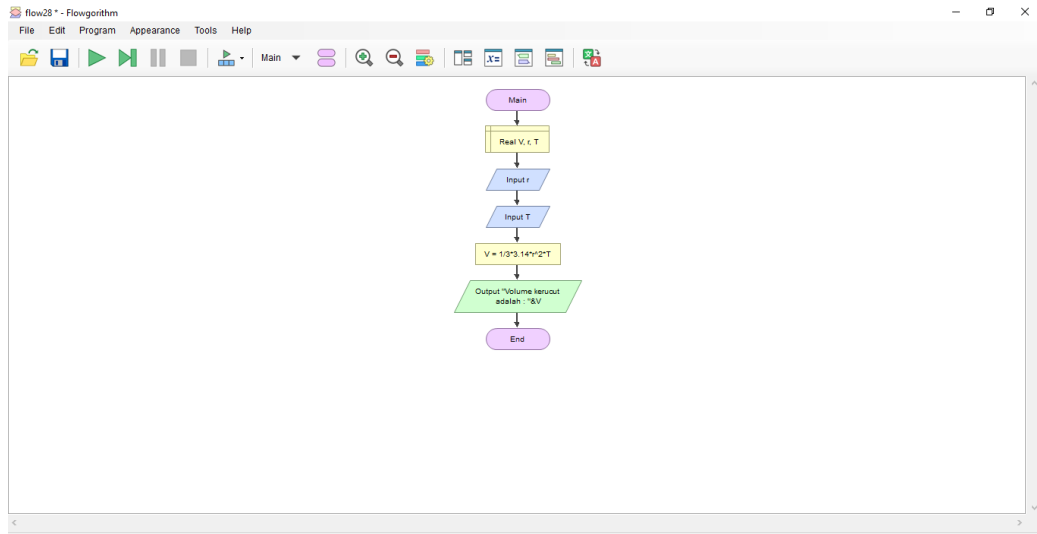 flow28 * - Flowgorithm
File Edit Program Appearance Tools Help
Main
x=
Main
Real V, r, T
Input r
Input T
V = 1/3*3.14*r^2*T
Output "Volume kerucut
adalah : "&V
End